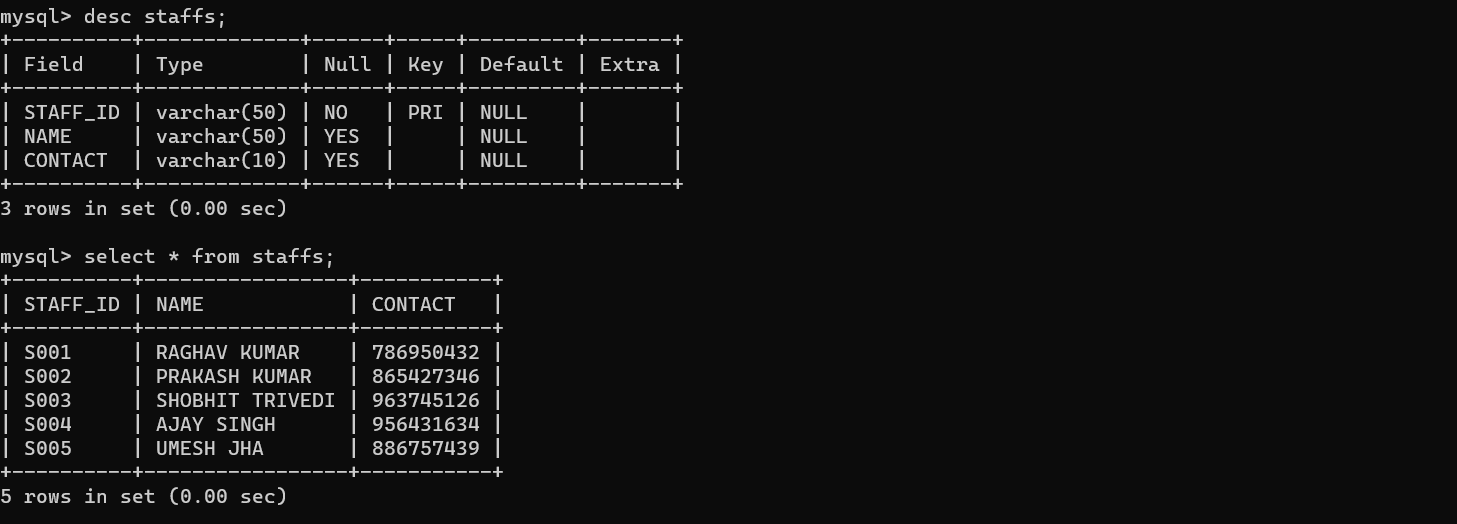 mysql> desc staffs;
+----------+-------------+------+-----+---------+-------+
| Field    | Type        | Null | Key | Default | Extra |
+----------+-------------+------+-----+---------+-------+
| STAFF_ID | varchar(50) | NO   | PRI | NULL    |       |
| NAME     | varchar(50) | YES  |     | NULL    |       |
| CONTACT  | varchar(10) | YES  |     | NULL    |       |
+----------+-------------+------+-----+---------+-------+
3 rows in set (0.00 sec)

mysql> select * from staffs;
+----------+-----------------+-----------+
| STAFF_ID | NAME            | CONTACT   |
+----------+-----------------+-----------+
| S001     | RAGHAV KUMAR    | 786950432 |
| S002     | PRAKASH KUMAR   | 865427346 |
| S003     | SHOBHIT TRIVEDI | 963745126 |
| S004     | AJAY SINGH      | 956431634 |
| S005     | UMESH JHA       | 886757439 |
+----------+-----------------+-----------+
5 rows in set (0.00 sec)